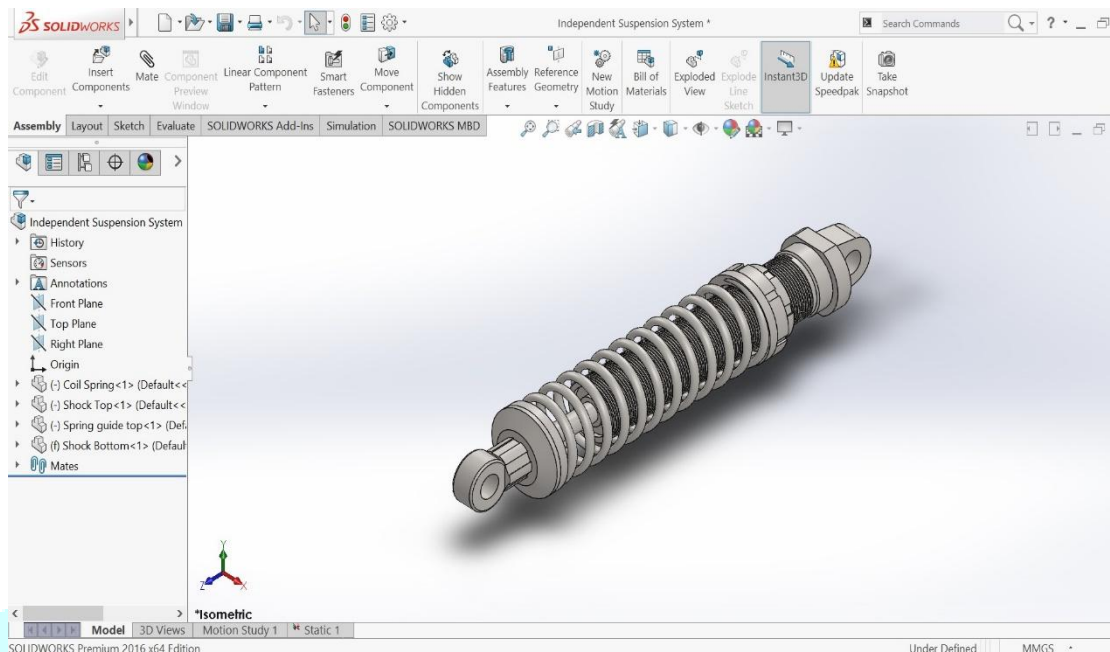 SOLIDWORKS
Independent Suspension System *
Search Commands
?
Edit Component
Insert Components
Mate
Component Preview Window
Linear Component Pattern
Smart Fasteners
Move Component
Show Hidden Components
Assembly Features
Reference Geometry
New Motion Study
Bill of Materials
Exploded View
Explode Line Sketch
Instant3D
Update Speedpak
Take Snapshot
Assembly Layout Sketch Evaluate SOLIDWORKS Add-Ins Simulation SOLIDWORKS MBD
Independent Suspension System
History
Sensors
Annotations
Front Plane
Top Plane
Right Plane
Origin
(-) Coil Spring<1> (Default<<
(-) Shock Top<1> (Default<<
(-) Spring guide top<1> (Def
(f) Shock Bottom<1> (Default
Mates
Y
Z X
*Isometric
Model 3D Views Motion Study 1 Static 1
SOLIDWORKS Premium 2016 x64 Edition Under Defined MMGS